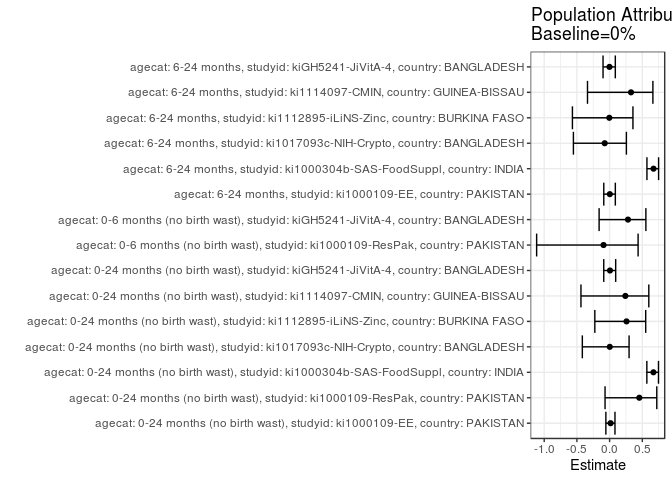 Population Attribu
Baseline=0%
agecat: 6-24 months, studyid: kiGH5241-JiVitA-4, country: BANGLADESH
agecat: 6-24 months, studyid: ki1114097-CMIN, country: GUINEA-BISSAU
agecat: 6-24 months, studyid: ki1112895-iLiNS-Zinc, country: BURKINA FASO
agecat: 6-24 months, studyid: ki1017093c-NIH-Crypto, country: BANGLADESH
agecat: 6-24 months, studyid: ki1000304b-SAS-FoodSuppl, country: INDIA
agecat: 6-24 months, studyid: ki1000109-EE, country: PAKISTAN
agecat: 0-6 months (no birth wast), studyid: kiGH5241-JiVitA-4, country: BANGLADESH
agecat: 0-6 months (no birth wast), studyid: ki1000109-ResPak, country: PAKISTAN
agecat: 0-24 months (no birth wast), studyid: kiGH5241-JiVitA-4, country: BANGLADESH
agecat: 0-24 months (no birth wast), studyid: ki1114097-CMIN, country: GUINEA-BISSAU
agecat: 0-24 months (no birth wast), studyid: ki1112895-iLiNS-Zinc, country: BURKINA FASO
agecat: 0-24 months (no birth wast), studyid: ki1017093c-NIH-Crypto, country: BANGLADESH
agecat: 0-24 months (no birth wast), studyid: ki1000304b-SAS-FoodSuppl, country: INDIA
agecat: 0-24 months (no birth wast), studyid: ki1000109-ResPak, country: PAKISTAN
agecat: 0-24 months (no birth wast), studyid: ki1000109-EE, country: PAKISTAN
-1.0 -0.5 0.0 0.5
Estimate